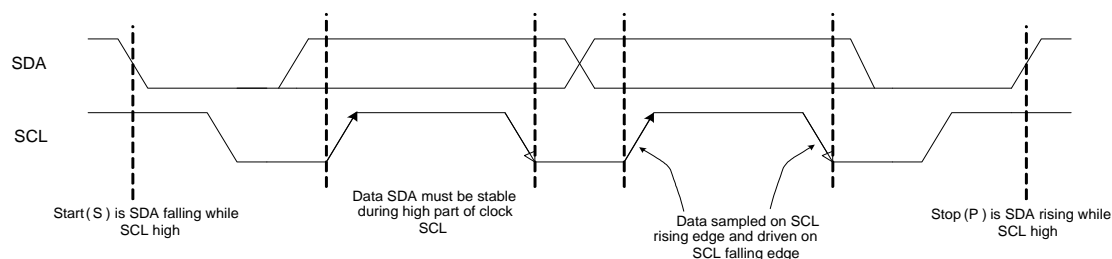 SDA
SCL
Start(S) is SDA falling while
SCL high
Data SDA must be stable
during high part of clock
SCL
Data sampled on SCL
rising edge and driven on
SCL falling edge
Stop(P) is SDA rising while
SCL high